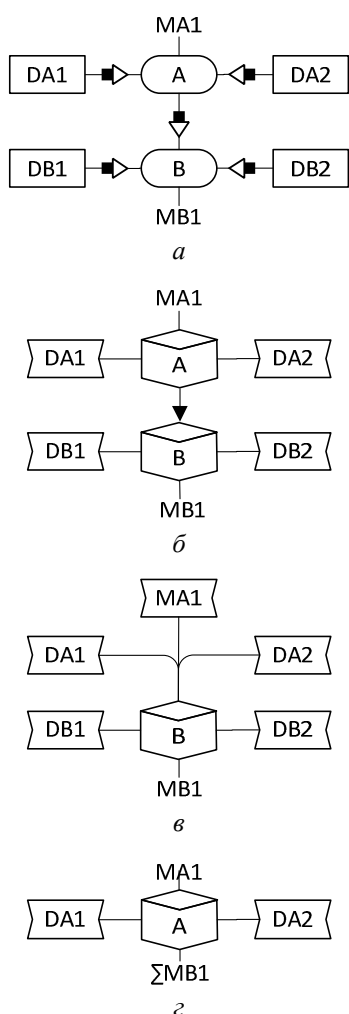 MA1
DA1 A DA2
DB1 B DB2
MB1
а
MA1
DA1 A DA2
DB1 B DB2
MB1
б
MA1
DA1 DA2
DB1 B DB2
MB1
в
MA1
DA1 A DA2
∑MB1
г